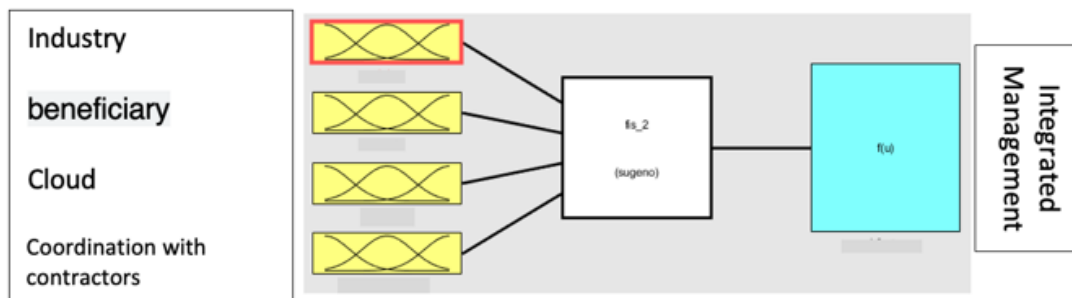 Industry
beneficiary
Cloud
Coordination with
contractors
fis_2
(sugeno)
f(u)
Integrated
Management